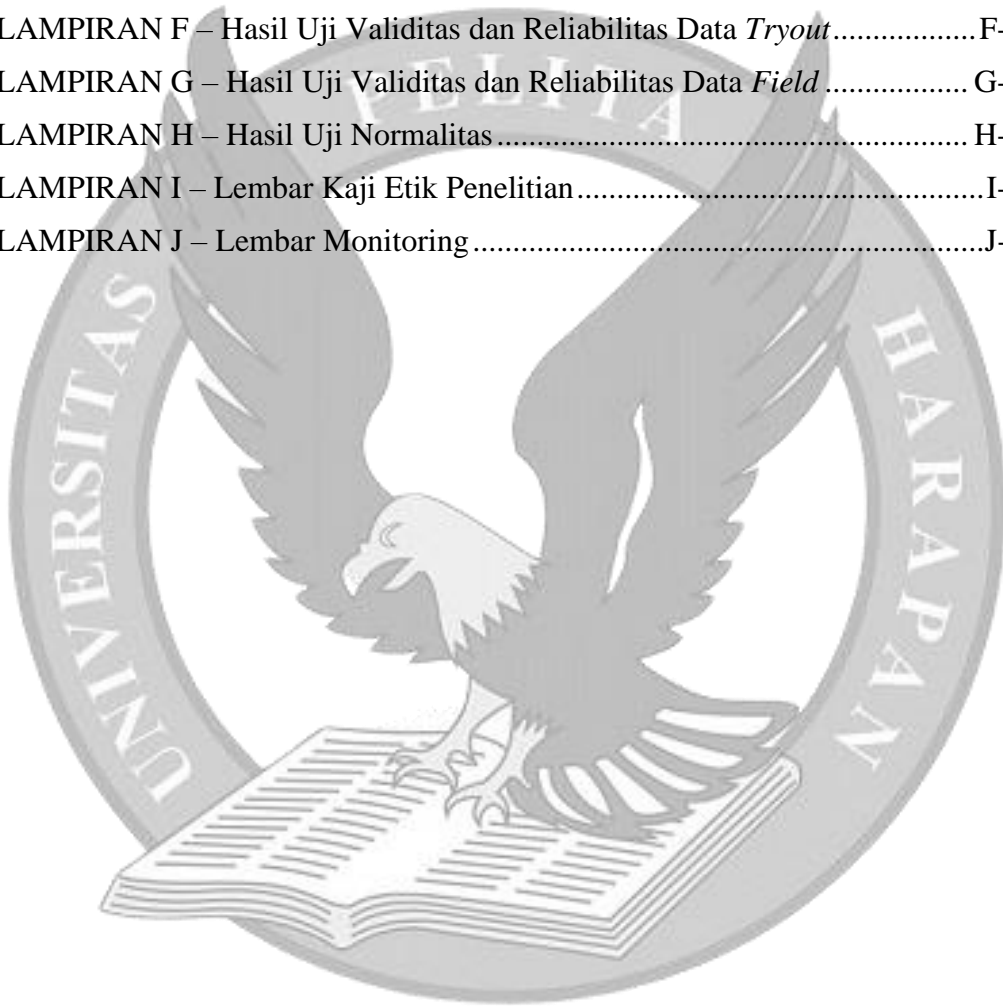 LAMPIRAN F – Hasil Uji Validitas dan Reliabilitas Data Tryout..................F-
LAMPIRAN G – Hasil Uji Validitas dan Reliabilitas Data Field .................. G-
LAMPIRAN H – Hasil Uji Normalitas............................................................ H-
LAMPIRAN I – Lembar Kaji Etik Penelitian..................................................I-
LAMPIRAN J – Lembar Monitoring...............................................................J-
UNIVERSITAS PELITA HARAPAN